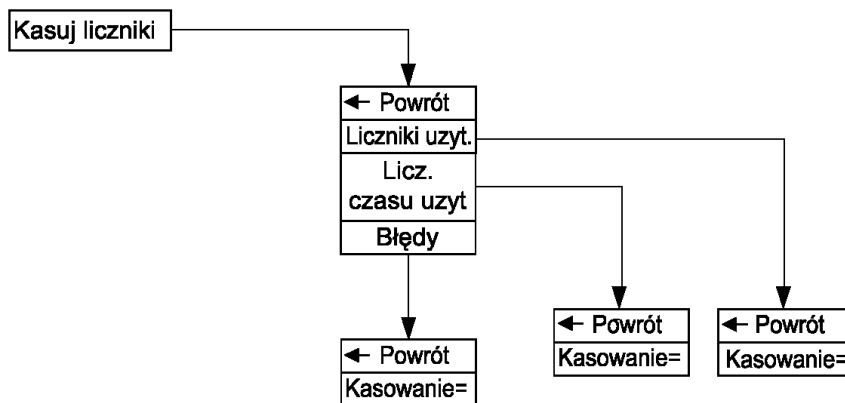 Kasuj liczniki
← Powrót
Liczniki uzyt.
Licz.
czasu uzyt
Błędy
← Powrót
Kasowanie=
← Powrót
Kasowanie=
← Powrót
Kasowanie=